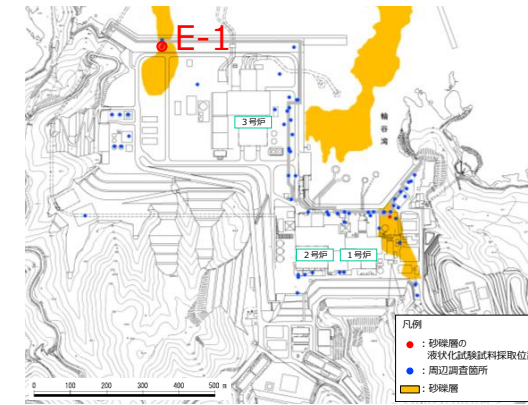 E-1
3号炉
輪谷湾
2号炉
1号炉
凡例
：砂礫層の
液状化試験試料採取位
：周辺調査箇所
：砂礫層
0 100 200 300 400 500 m